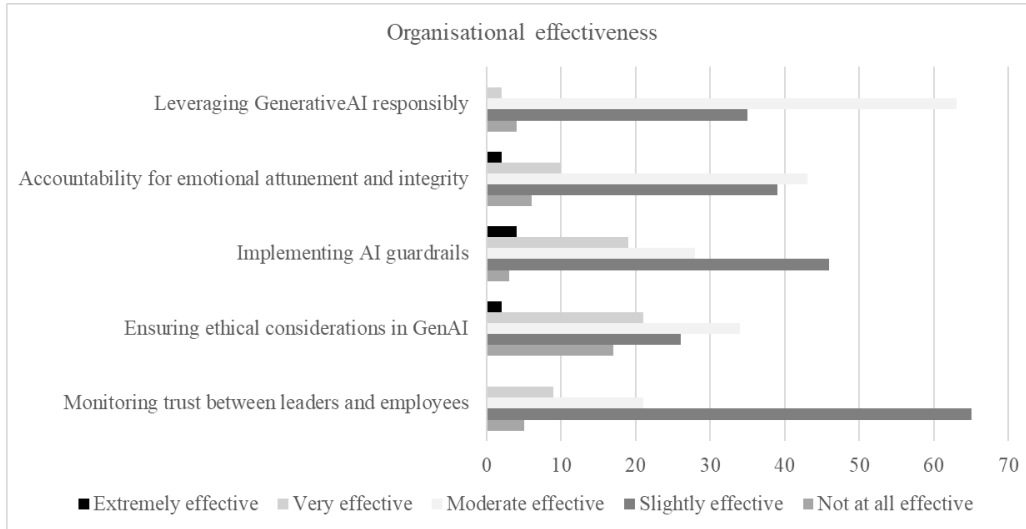 Organisational effectiveness
Leveraging GenerativeAI responsibly
Accountability for emotional attunement and integrity
Implementing AI guardrails
Ensuring ethical considerations in GenAI
Monitoring trust between leaders and employees
0 10 20 30 40 50 60 70
Extremely effective Very effective Moderate effective Slightly effective Not at all effective